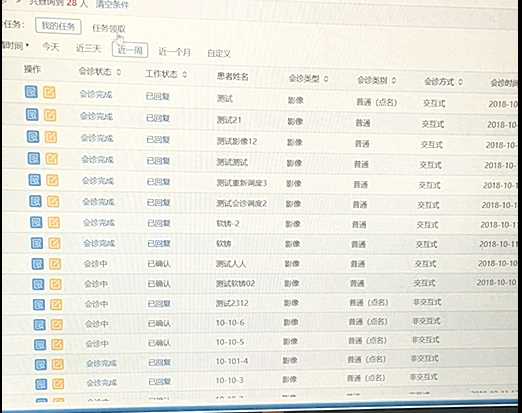 共查询到 28 人 清空条件
任务： 我的任务 任务领取
时间 今天 近三天 近一周 近一个月 自定义
操作 会诊状态 工作状态 患者姓名 会诊类型 会诊类别 会诊方式 会诊时间
会诊完成 已回复 测试 影像 普通（点名） 交互式 2018-10-
会诊完成 已回复 测试21 影像 普通 交互式 2018-10-
会诊完成 已回复 测试影像12 影像 普通 交互式 2018-10-
会诊完成 已回复 测试测试 影像 普通 交互式 2018-10-
会诊完成 已回复 测试重新调度3 影像 普通 交互式 2018-10-1
会诊完成 已回复 测试会诊调度2 影像 普通 交互式 2018-10-
会诊完成 已回复 软铸-2 影像 普通 交互式 2018-10-11
会诊完成 已回复 软铸 影像 普通 交互式 2018-10-11
会诊中 已确认 测试人人 影像 普通 交互式 2018-10-10
会诊中 已确认 测试软铸02 影像 普通 交互式 2018-10-10
会诊中 已回复 测试2312 影像 普通（点名） 非交互式
会诊中 已确认 10-10-6 影像 普通（点名） 非交互式
会诊中 已确认 10-10-5 影像 普通（点名） 非交互式
会诊完成 已回复 10-101-4 影像 普通（点名） 非交互式
会诊完成 已回复 10-10-3 影像 普通（点名） 非交互式